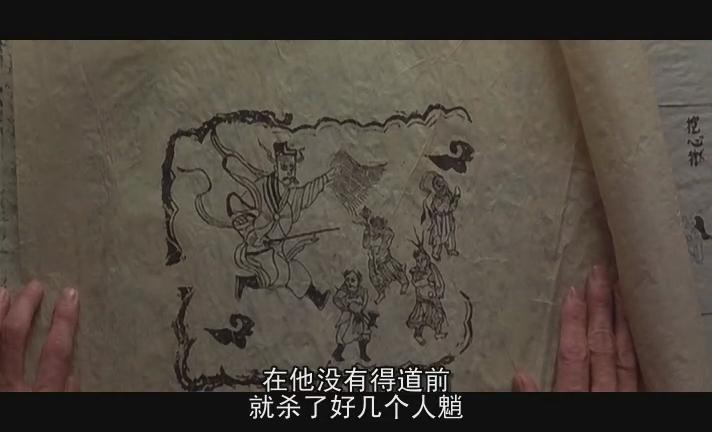 在他没有得道前
就杀了好几个人魈